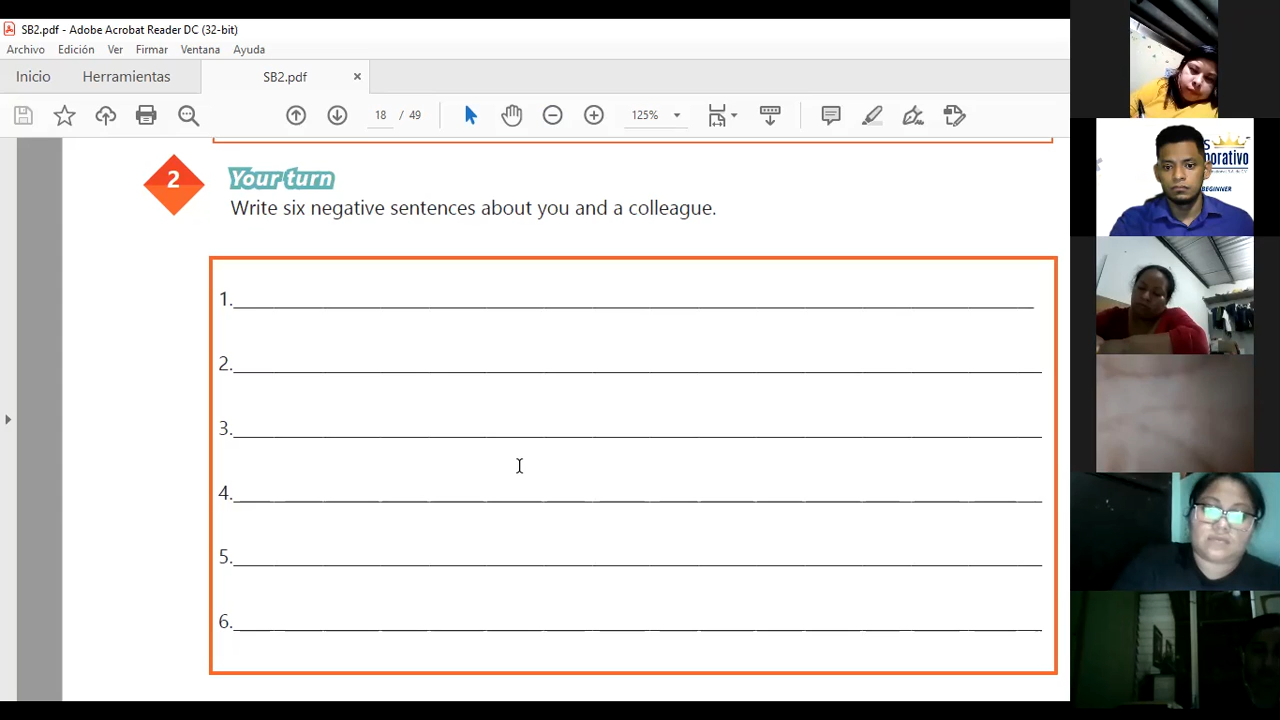 SB2.pdf - Adobe Acrobat Reader DC (32-bit)
Archivo Edición Ver Firmar Ventana Ayuda
Inicio Herramientas SB2.pdf ×
18 / 49 125%
2 Your turn
Write six negative sentences about you and a colleague.
1.
2.
3.
4.
5.
6.
orativo
BEGINNER